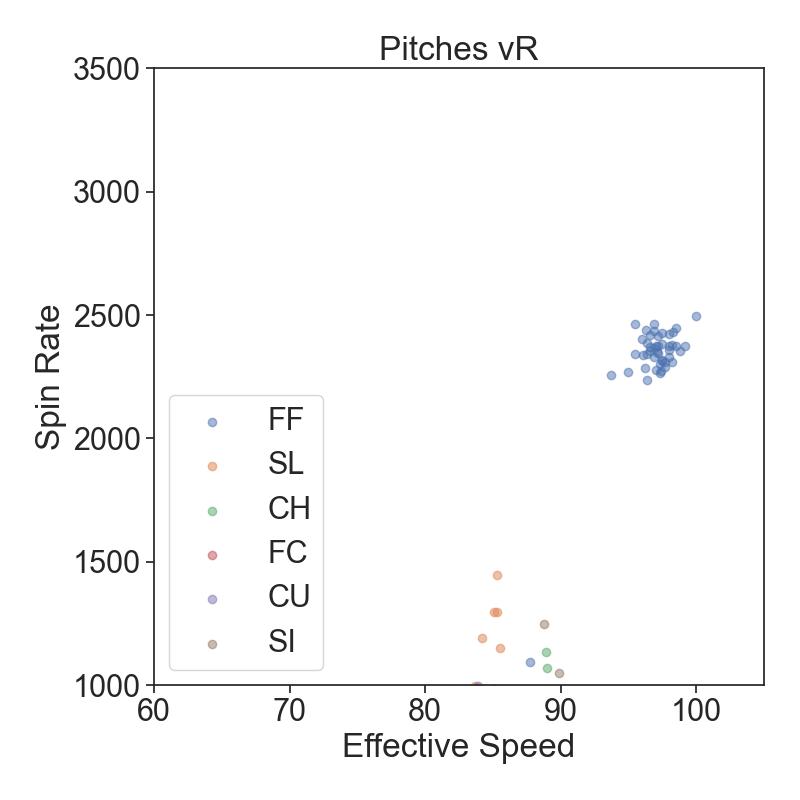 Pitches vR
3500
3000
2500
2000
1500
1000
Spin Rate
FF
SL
CH
FC
CU
SI
60
70
80
90
100
Effective Speed